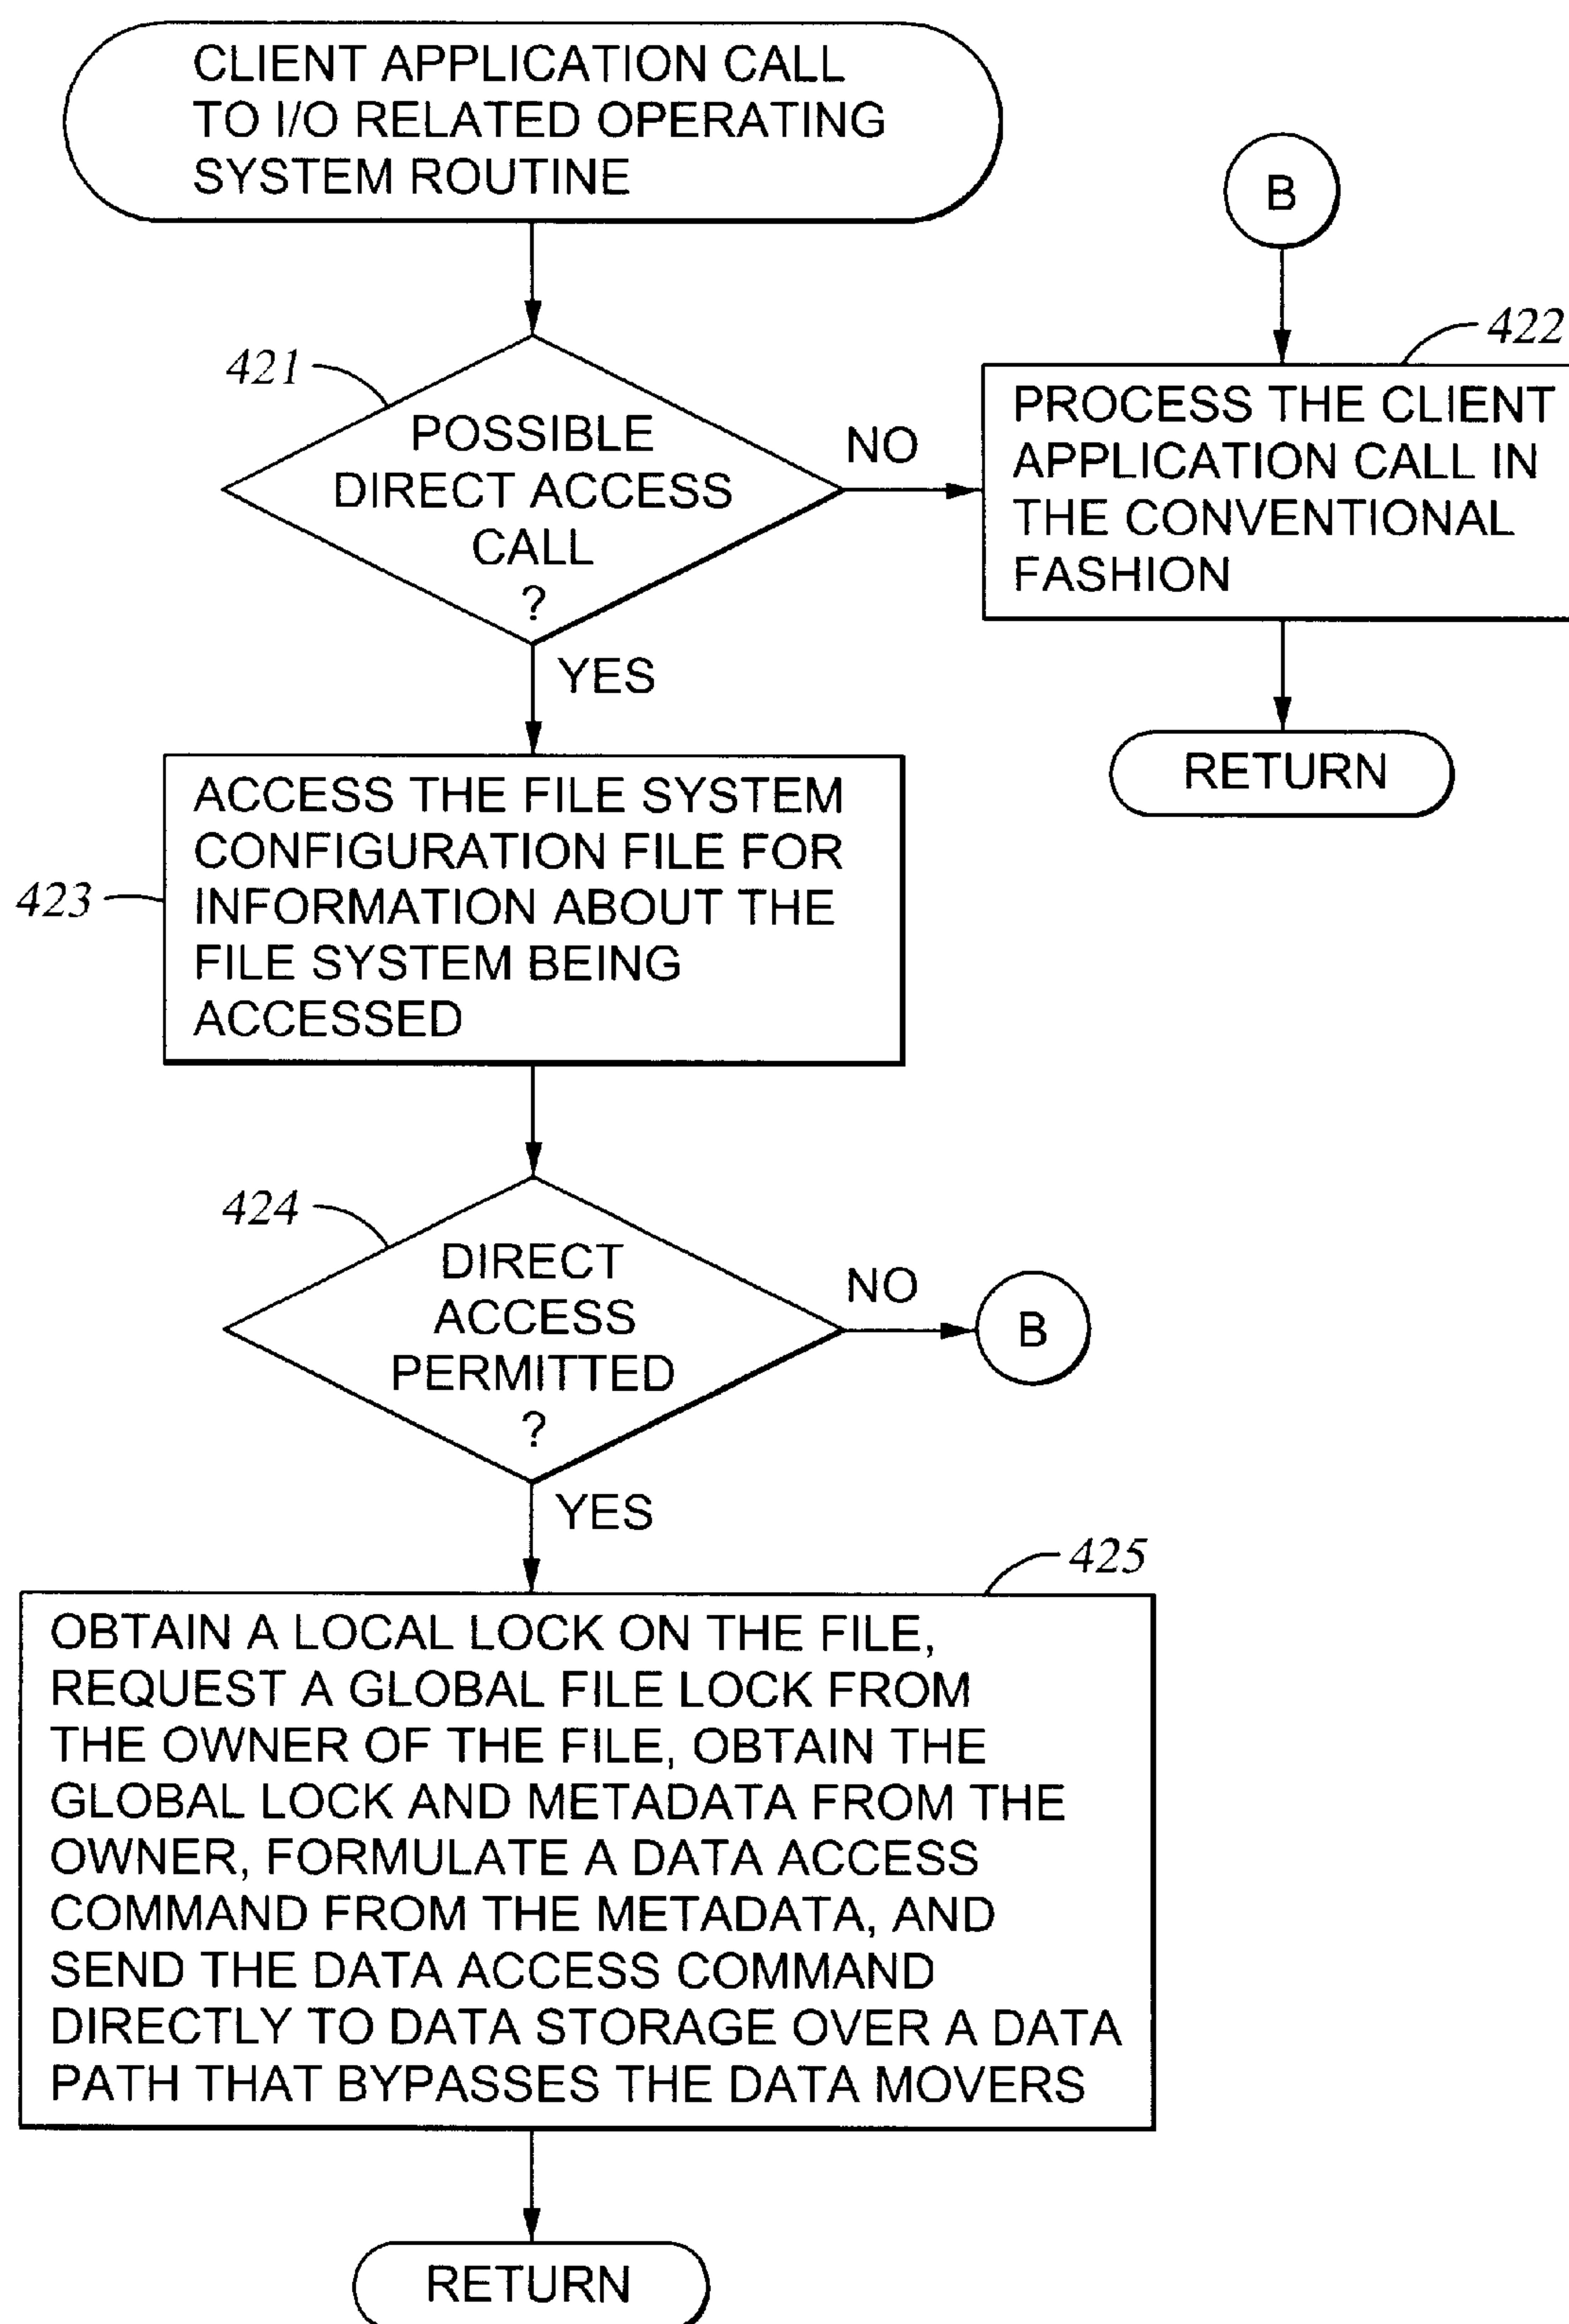 CLIENT APPLICATION CALL
TO I/O RELATED OPERATING
SYSTEM ROUTINE
B
421
POSSIBLE
DIRECT ACCESS
CALL
?
NO
422
PROCESS THE CLIENT
APPLICATION CALL IN
THE CONVENTIONAL
FASHION
YES
RETURN
423
ACCESS THE FILE SYSTEM
CONFIGURATION FILE FOR
INFORMATION ABOUT THE
FILE SYSTEM BEING
ACCESSED
424
DIRECT
ACCESS
PERMITTED
?
NO
B
YES
425
OBTAIN A LOCAL LOCK ON THE FILE,
REQUEST A GLOBAL FILE LOCK FROM
THE OWNER OF THE FILE, OBTAIN THE
GLOBAL LOCK AND METADATA FROM THE
OWNER, FORMULATE A DATA ACCESS
COMMAND FROM THE METADATA, AND
SEND THE DATA ACCESS COMMAND
DIRECTLY TO DATA STORAGE OVER A DATA
PATH THAT BYPASSES THE DATA MOVERS
RETURN